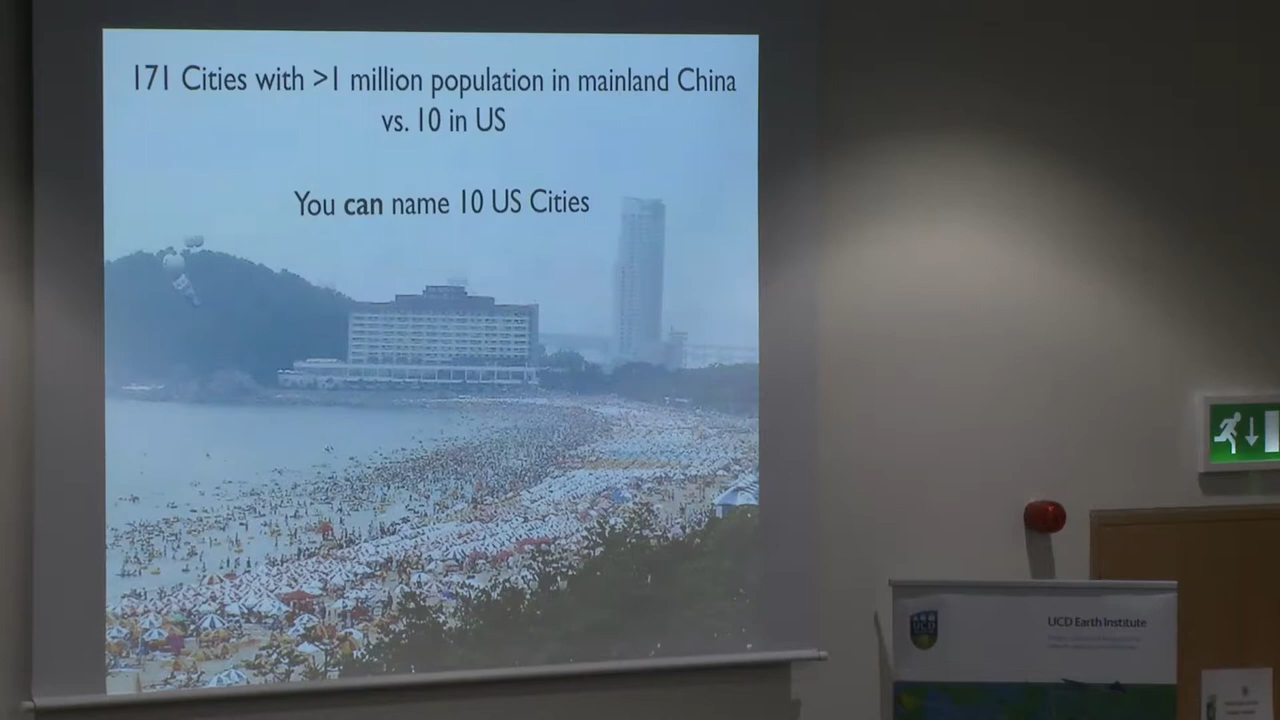 171 Cities with >1 million population in mainland China
vs. 10 in US
You can name 10 US Cities
UCD
UCD Earth Institute